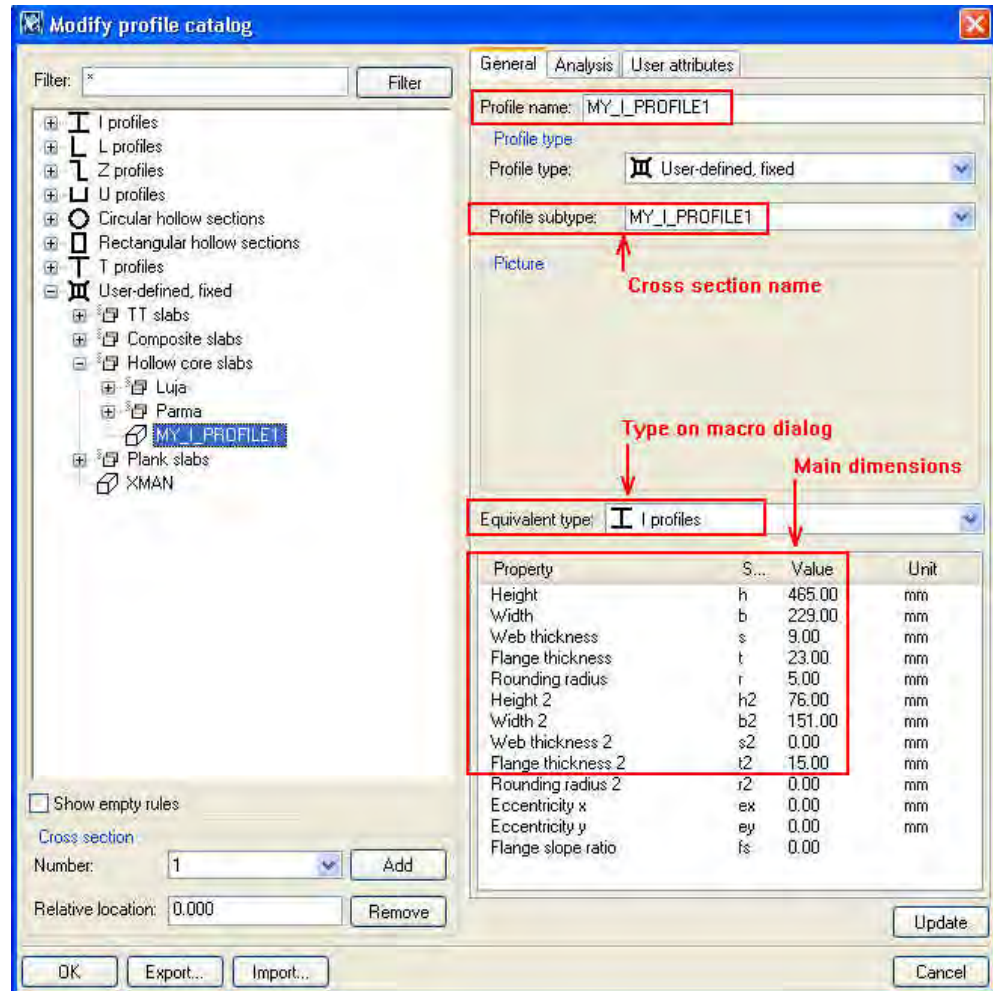 Modify profile catalog
Filter: *
Filter
I profiles
L profiles
Z profiles
U profiles
Circular hollow sections
Rectangular hollow sections
T profiles
User-defined, fixed
TT slabs
Composite slabs
Hollow core slabs
Luja
Parma
MY_I_PROFILE1
Plank slabs
XMAN
Show empty rules
Cross section
Number: 1 Add
Relative location: 0.000 Remove
General Analysis User attributes
Profile name: MY_I_PROFILE1
Profile type
Profile type: User-defined, fixed
Profile subtype: MY_I_PROFILE1
Picture
Cross section name
Type on macro dialog
Main dimensions
Equivalent type: I profiles
Property S... Value Unit
Height h 465.00 mm
Width b 229.00 mm
Web thickness s 9.00 mm
Flange thickness t 23.00 mm
Rounding radius r 5.00 mm
Height 2 h2 76.00 mm
Width 2 b2 151.00 mm
Web thickness 2 s2 0.00 mm
Flange thickness 2 t2 15.00 mm
Rounding radius 2 r2 0.00 mm
Eccentricity x ex 0.00 mm
Eccentricity y ey 0.00 mm
Flange slope ratio fs 0.00
Update
OK Export... Import... Cancel